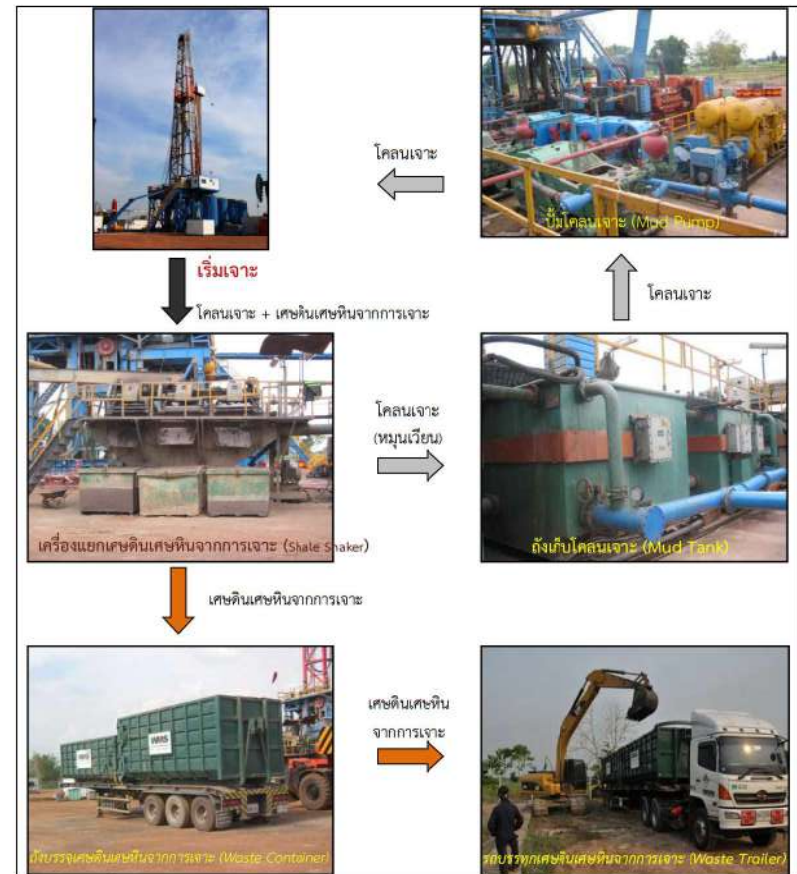 โคลนเจาะ
ปั๊มโคลนเจาะ (Mud Pump)
เริ่มเจาะ
โคลนเจาะ + เศษดินเศษหินจากการเจาะ
โคลนเจาะ
โคลนเจาะ
(หมุนเวียน)
เครื่องแยกเศษดินเศษหินจากการเจาะ (Shale Shaker)
ถังเก็บโคลนเจาะ (Mud Tank)
เศษดินเศษหินจากการเจาะ
WMS
เศษดินเศษหิน
จากการเจาะ
ถังบรรจุเศษดินเศษหินจากการเจาะ (Waste Container)
รถบรรทุกเศษดินเศษหินจากการเจาะ (Waste Trailer)